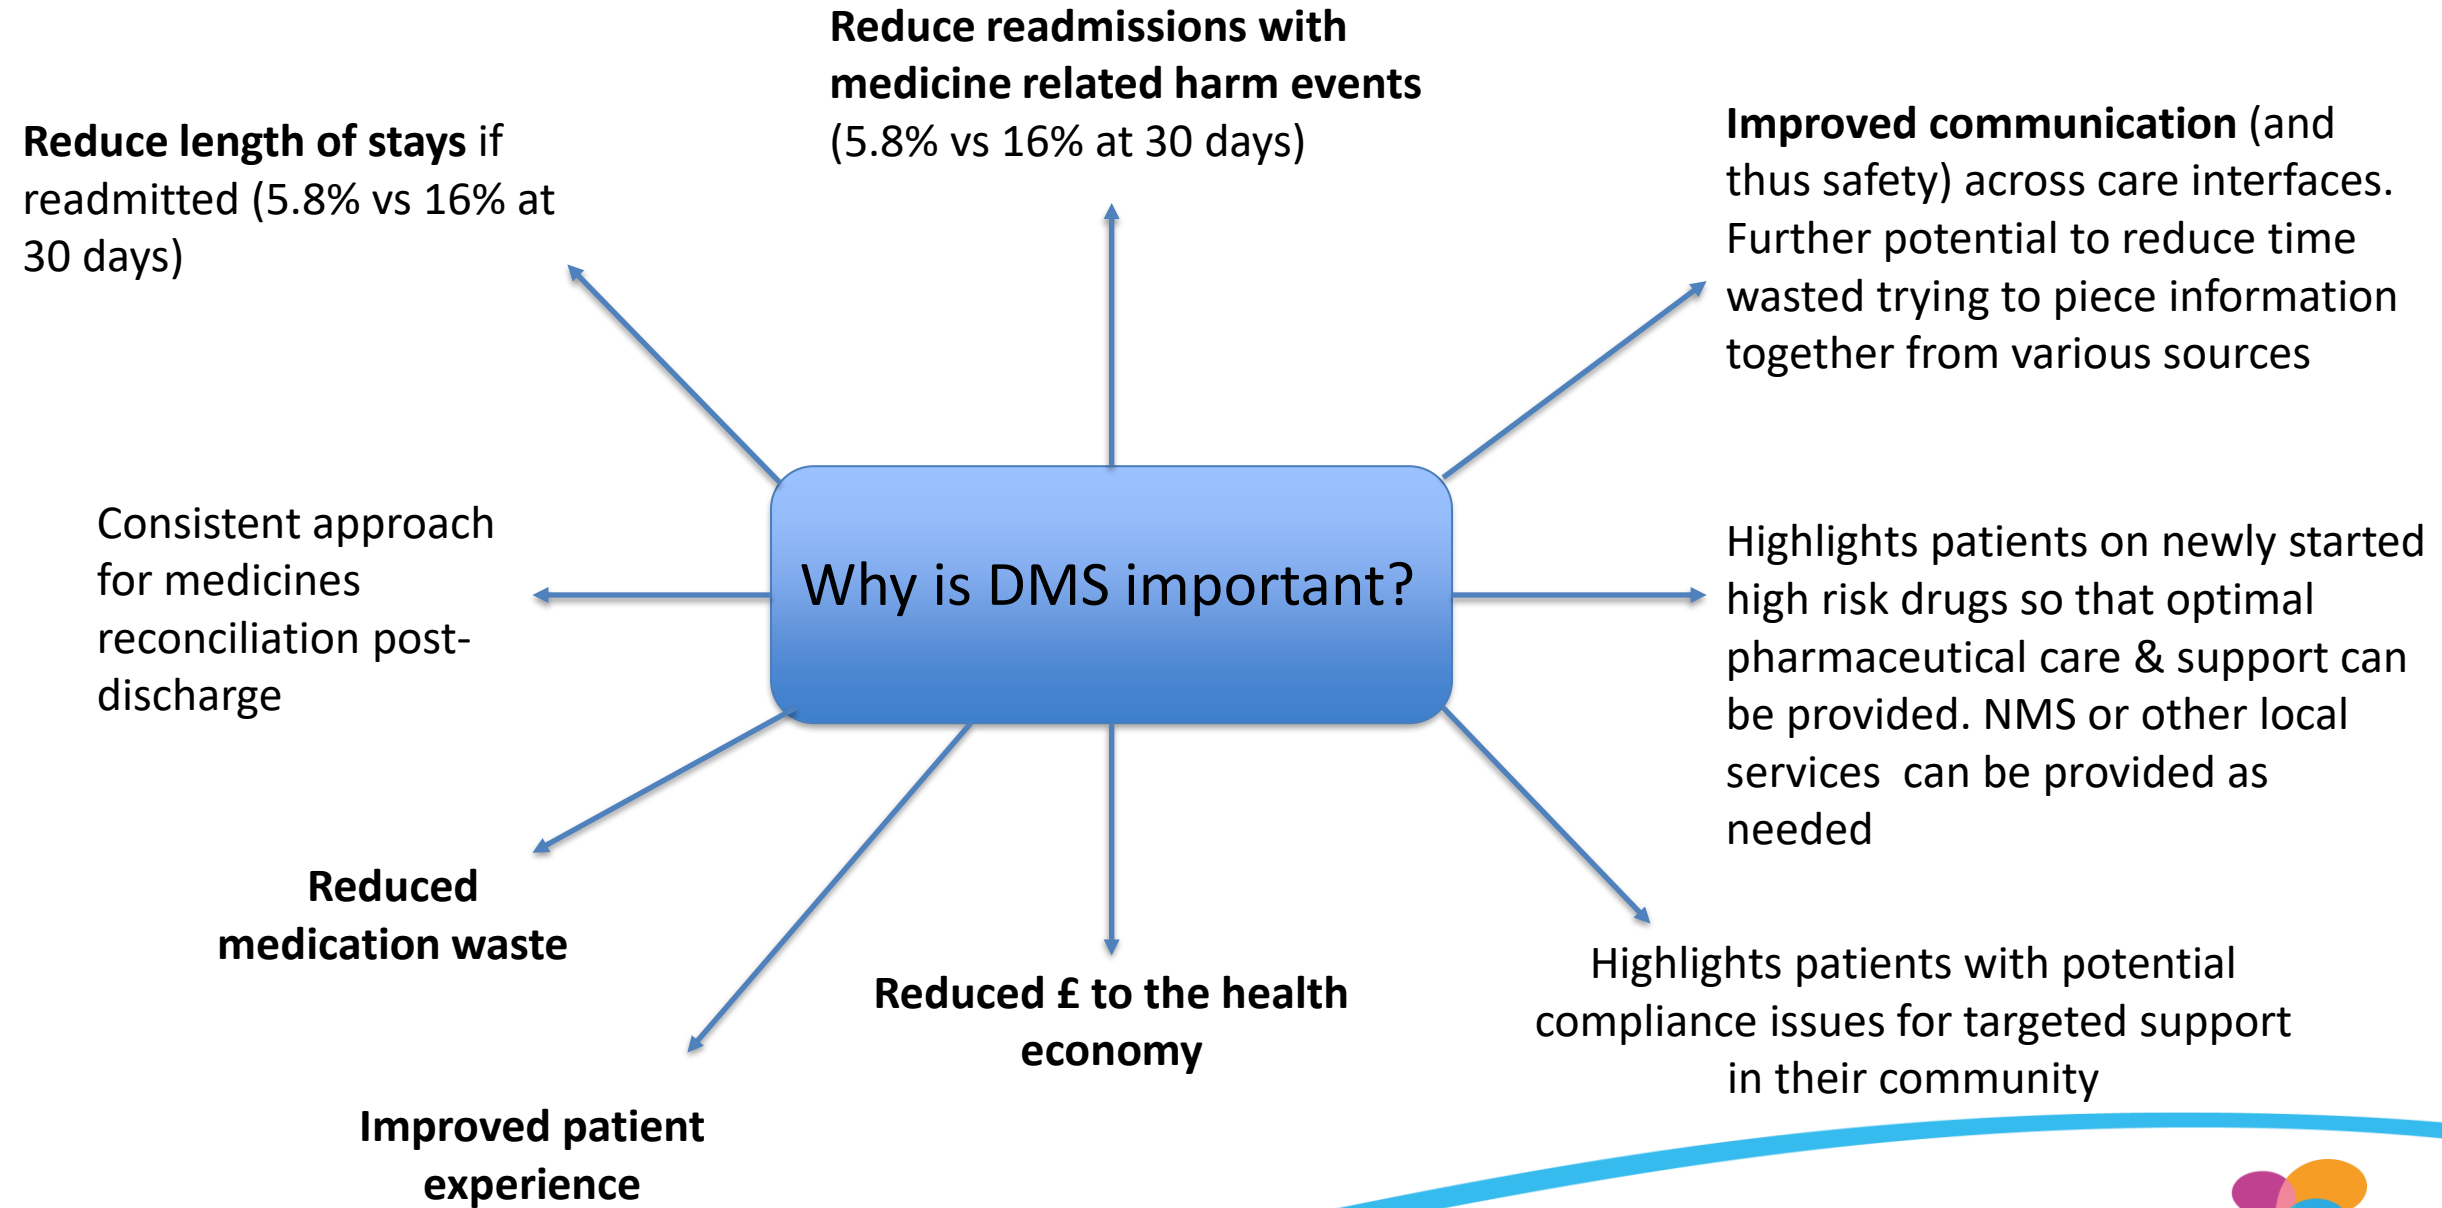 Reduce readmissions with
medicine related harm events
(5.8% vs 16% at 30 days)
Reduce length of stays if
readmitted (5.8% vs 16% at
30 days)
Improved communication (and
thus safety) across care interfaces.
Further potential to reduce time
wasted trying to piece information
together from various sources
Why is DMS important?
Consistent approach
for medicines
reconciliation post-
discharge
Highlights patients on newly started
high risk drugs so that optimal
pharmaceutical care & support can
be provided. NMS or other local
services  can be provided as
needed
Reduced
medication waste
Improved patient
experience
Reduced £ to the health
economy
Highlights patients with potential
compliance issues for targeted support
in their community